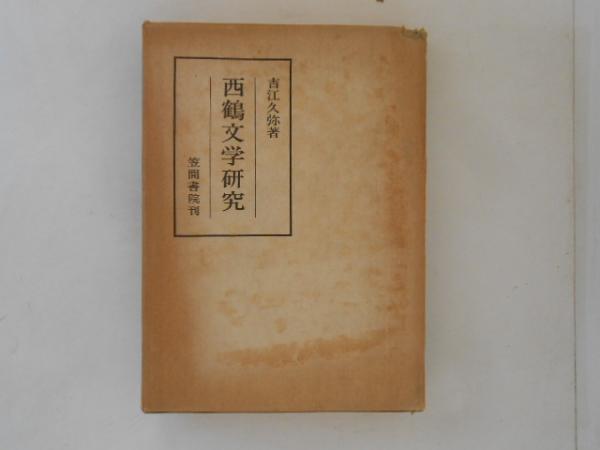 吉江久弥著
西鶴文学研究
笠間書院刊